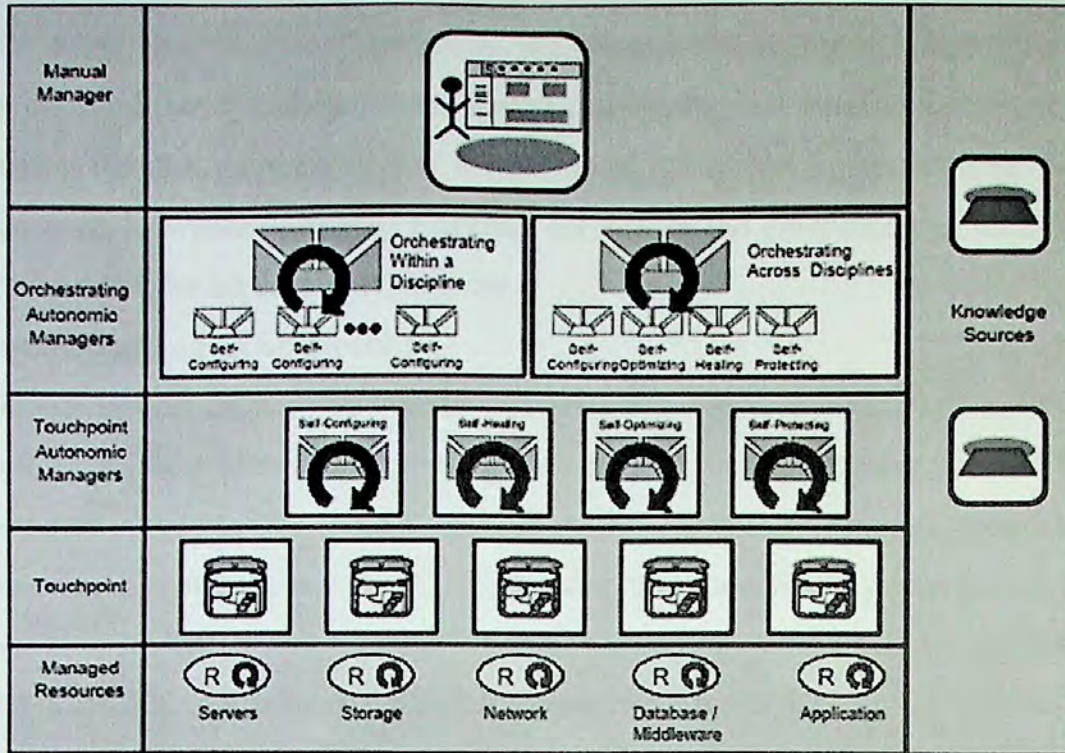 Manual
Manager
Orchestrating
Within a
Discipline
Orchestrating
Across Disciplines
Orchestrating
Autonomic
Managers
Self-
Configuring
Self-
Configuring
Self-
Configuring
Self-
Configuring
Self-
Optimizing
Self-
Healing
Self-
Protecting
Knowledge
Sources
Touchpoint
Autonomic
Managers
Self-Configuring
Self-Healing
Self-Optimizing
Self-Protecting
Touchpoint
Managed
Resources
R
R
R
R
R
Servers
Storage
Network
Database /
Middleware
Application